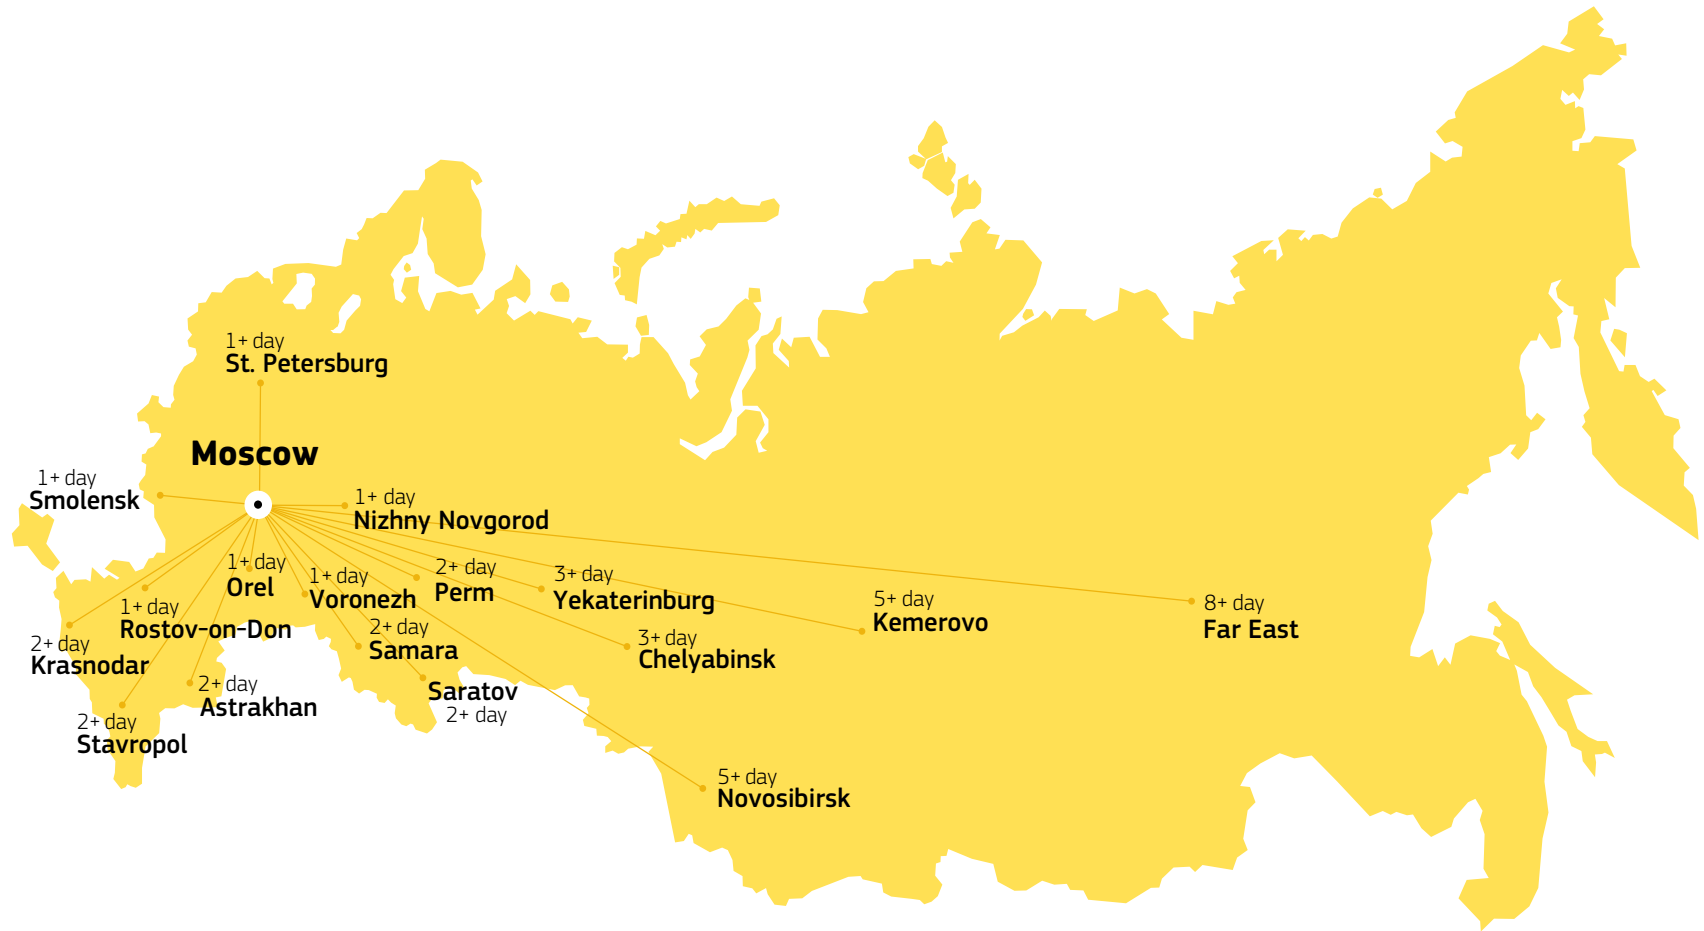 1+ day
St. Petersburg
Moscow
1+ day
Smolensk
1+ day
Nizhny Novgorod
1+ day
Orel
1+ day
Voronezh
2+ day
Perm
3+ day
Yekaterinburg
5+ day
Kemerovo
8+ day
Far East
1+ day
Rostov-on-Don
2+ day
Krasnodar
2+ day
Samara
3+ day
Chelyabinsk
2+ day
Astrakhan
Saratov
2+ day
2+ day
Stavropol
5+ day
Novosibirsk